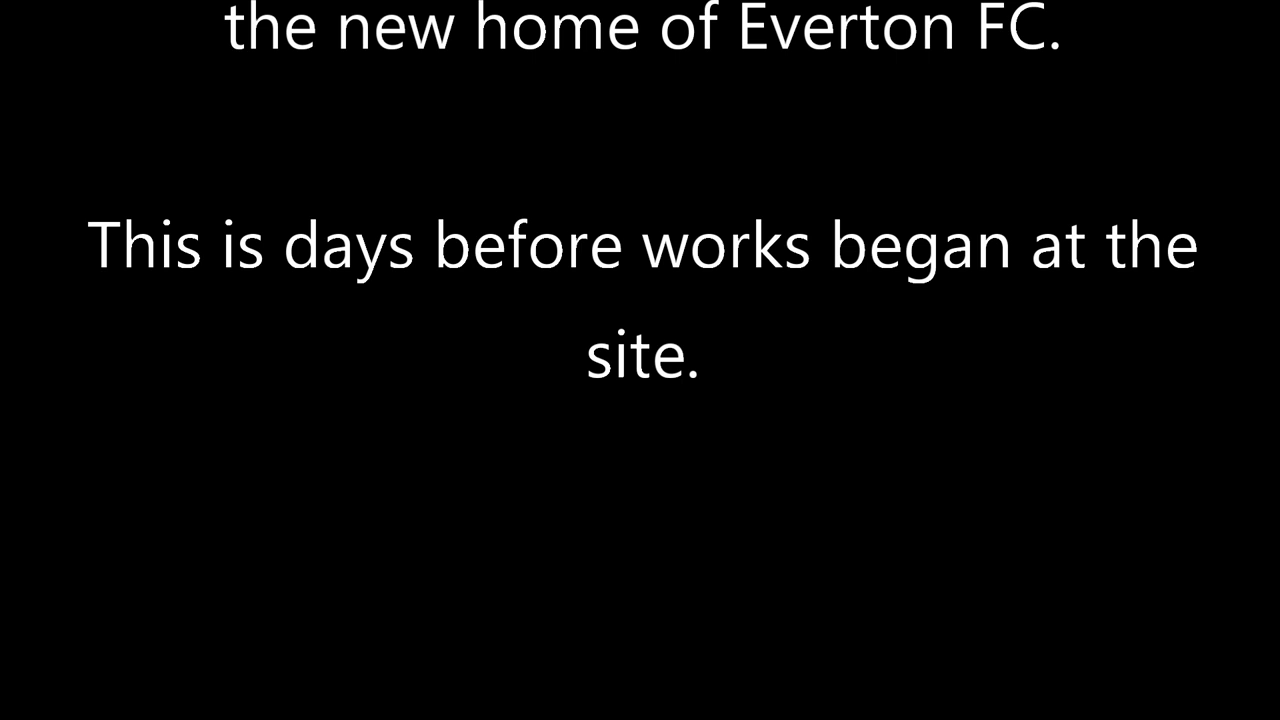 the new home of Everton FC.
This is days before works began at the
site.